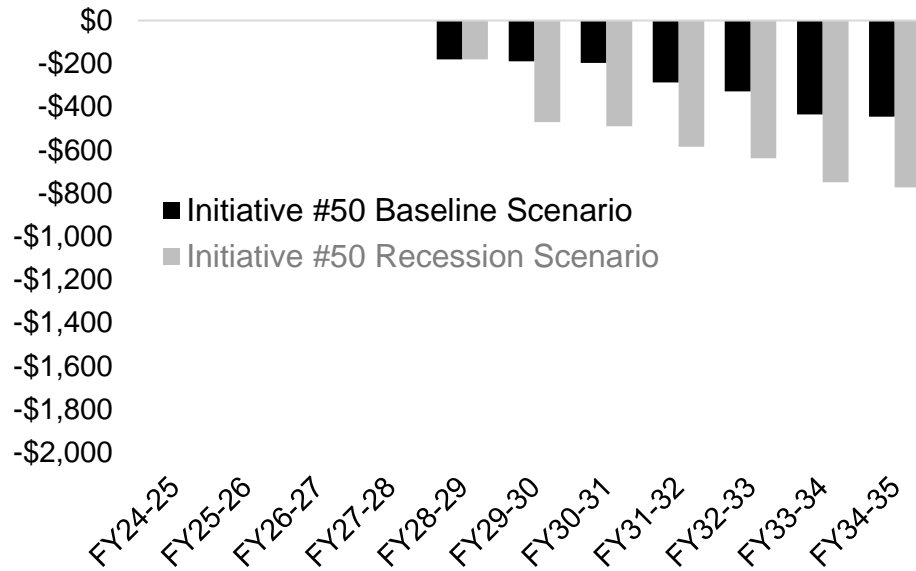 $0
-$200
-$400
-$600
-$800
-$1,000
-$1,200
-$1,400
-$1,600
-$1,800
-$2,000
Initiative #50 Baseline Scenario
Initiative #50 Recession Scenario
FY24-25
FY25-26
FY26-27
FY27-28
FY28-29
FY29-30
FY30-31
FY31-32
FY32-33
FY33-34
FY34-35